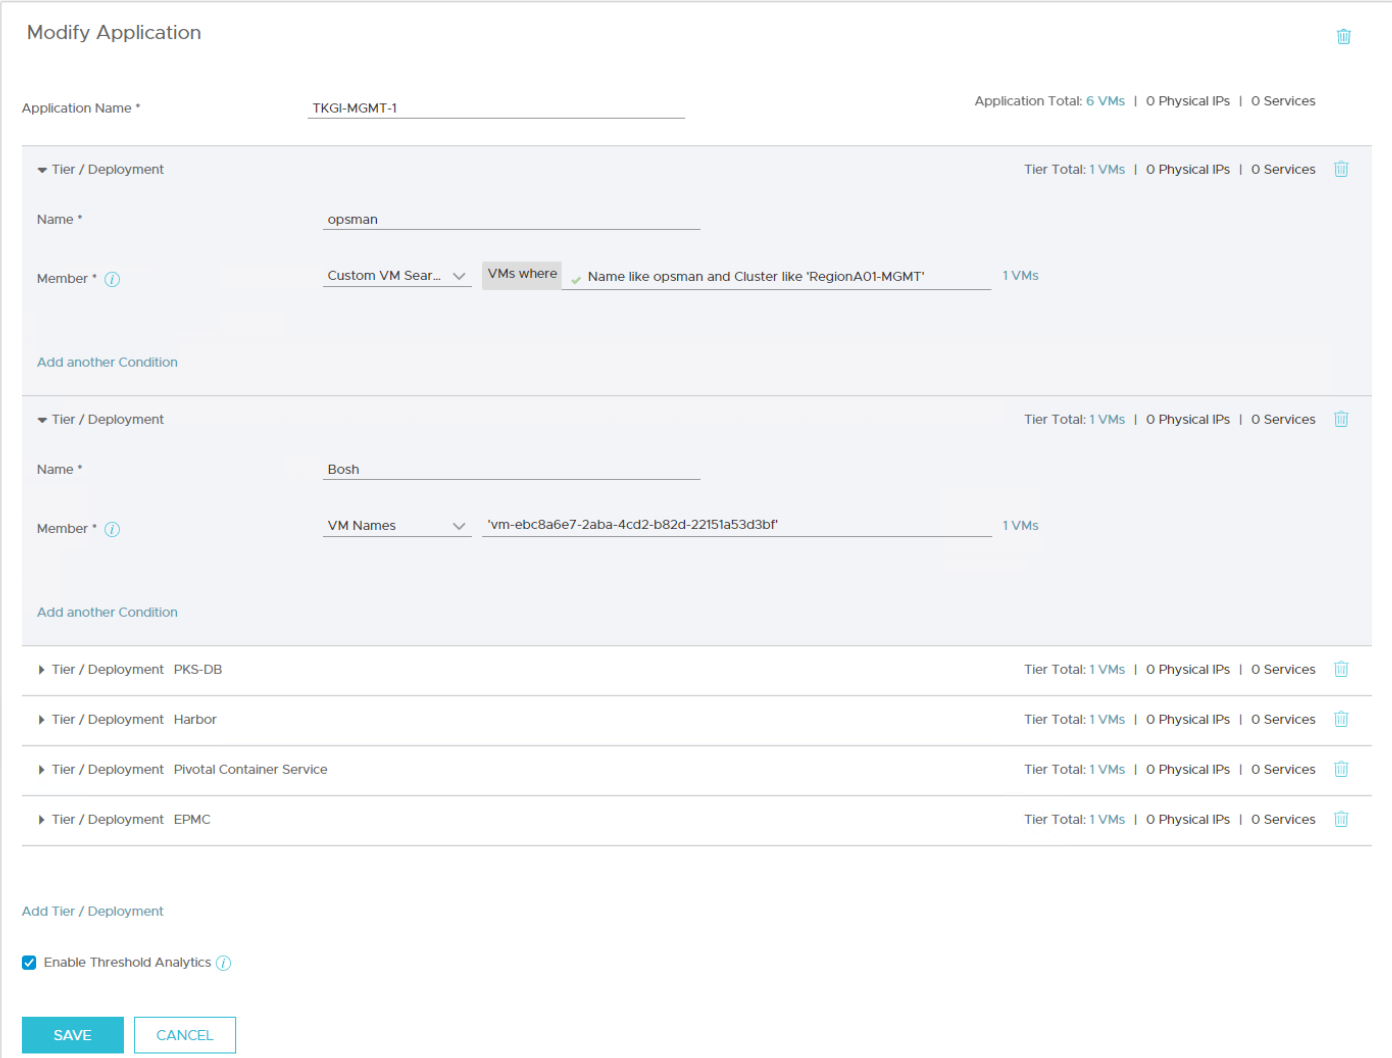 Modify Application
Application Name * TKGI-MGMT-1 Application Total: 6 VMs | 0 Physical IPs | 0 Services
Tier / Deployment Tier Total: 1 VMs | 0 Physical IPs | 0 Services
Name * opsman
Member * i Custom VM Sear... VMs where Name like opsman and Cluster like 'RegionA01-MGMT' 1 VMs
Add another Condition
Tier / Deployment Tier Total: 1 VMs | 0 Physical IPs | 0 Services
Name * Bosh
Member * i VM Names 'vm-ebc8a6e7-2aba-4cd2-b82d-22151a53d3bf' 1 VMs
Add another Condition
Tier / Deployment PKS-DB Tier Total: 1 VMs | 0 Physical IPs | 0 Services
Tier / Deployment Harbor Tier Total: 1 VMs | 0 Physical IPs | 0 Services
Tier / Deployment Pivotal Container Service Tier Total: 1 VMs | 0 Physical IPs | 0 Services
Tier / Deployment EPMC Tier Total: 1 VMs | 0 Physical IPs | 0 Services
Add Tier / Deployment
Enable Threshold Analytics i
SAVE CANCEL